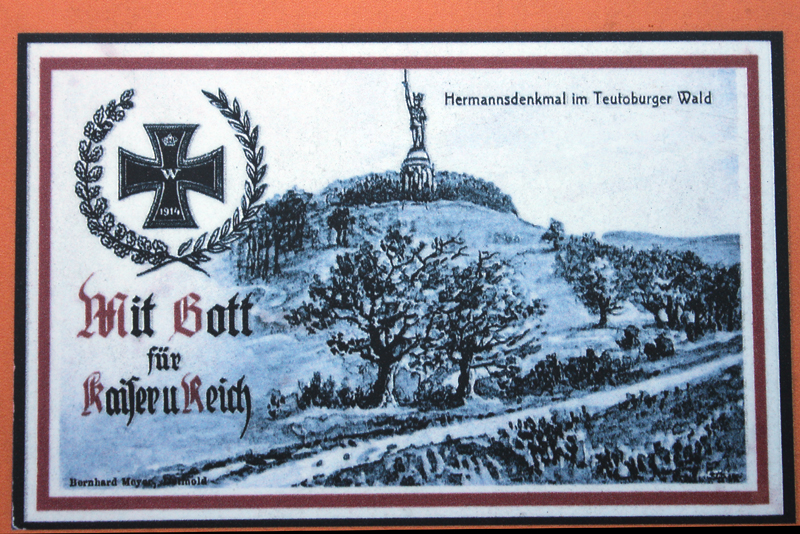 Hermannsdenkmal im Teutoburger Wald
W
1914
Mit Gott
für
Kaiser u Reich
Bernhard Meyer, Detmold